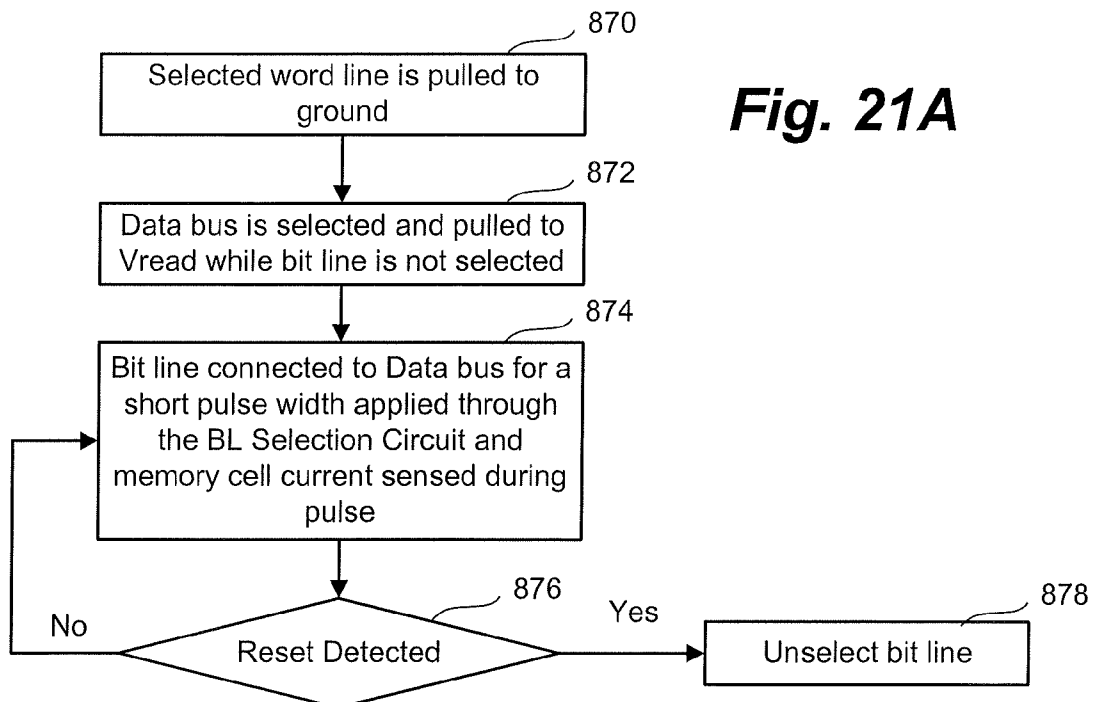 870
Selected word line is pulled to
ground
Fig. 21A
872
Data bus is selected and pulled to
Vread while bit line is not selected
874
Bit line connected to Data bus for a
short pulse width applied through
the BL Selection Circuit and
memory cell current sensed during
pulse
876
No
Reset Detected
Yes
878
Unselect bit line